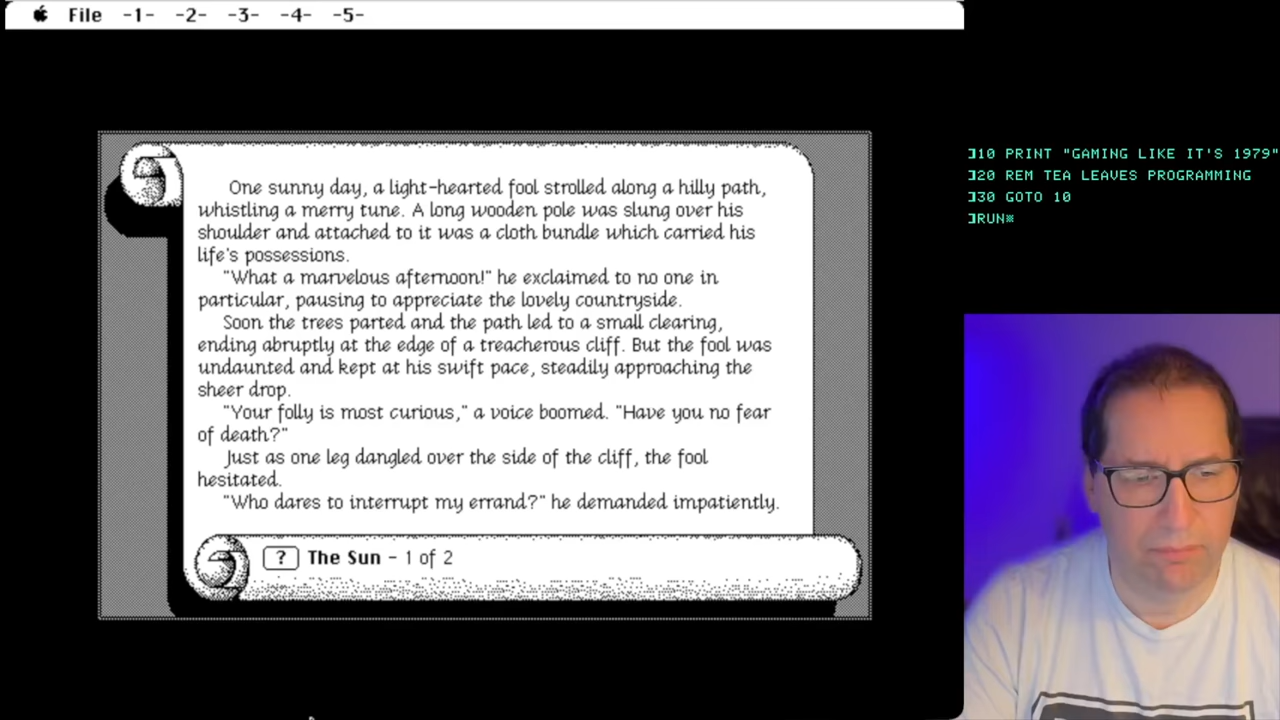 File -1- -2- -3- -4- -5-
One sunny day, a light-hearted fool strolled along a hilly path,
whistling a merry tune. A long wooden pole was slung over his
shoulder and attached to it was a cloth bundle which carried his
life's possessions.
"What a marvelous afternoon!" he exclaimed to no one in
particular, pausing to appreciate the lovely countryside.
Soon the trees parted and the path led to a small clearing,
ending abruptly at the edge of a treacherous cliff. But the fool was
undaunted and kept at his swift pace, steadily approaching the
sheer drop.
"Your folly is most curious," a voice boomed. "Have you no fear
of death?"
Just as one leg dangled over the side of the cliff, the fool
hesitated.
"Who dares to interrupt my errand?" he demanded impatiently.
? The Sun - 1 of 2
]10 PRINT "GAMING LIKE IT'S 1979"
]20 REM TEA LEAVES PROGRAMMING
]30 GOTO 10
]RUN